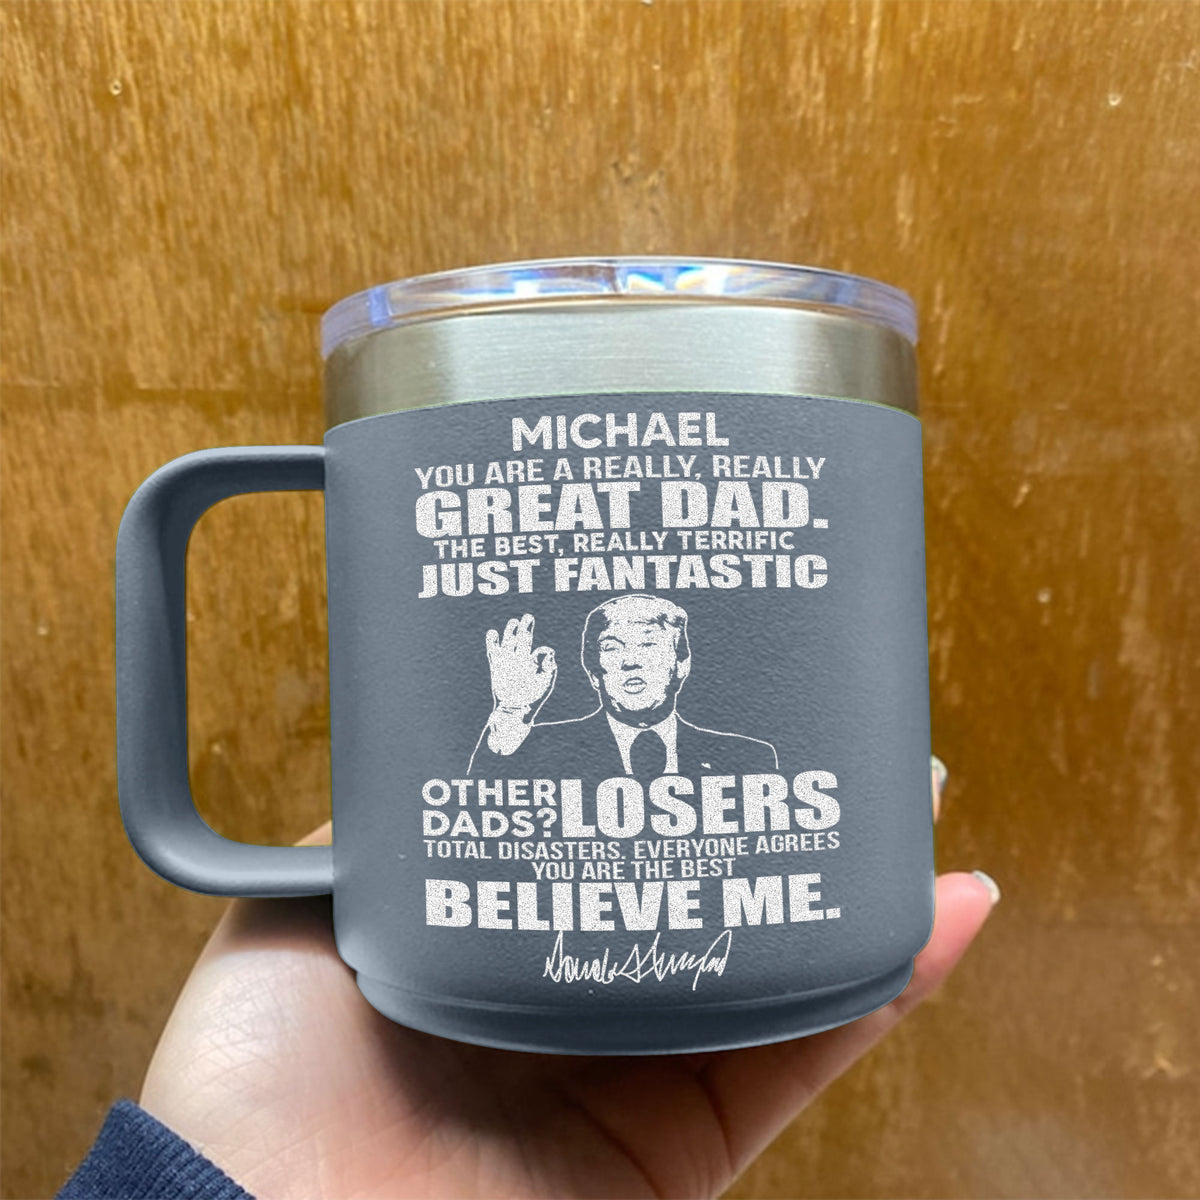 MICHAEL
YOU ARE A REALLY, REALLY
GREAT DAD.
THE BEST, REALLY TERRIFIC
JUST FANTASTIC
OTHER DADS? LOSERS
TOTAL DISASTERS. EVERYONE AGREES
YOU ARE THE BEST
BELIEVE ME.